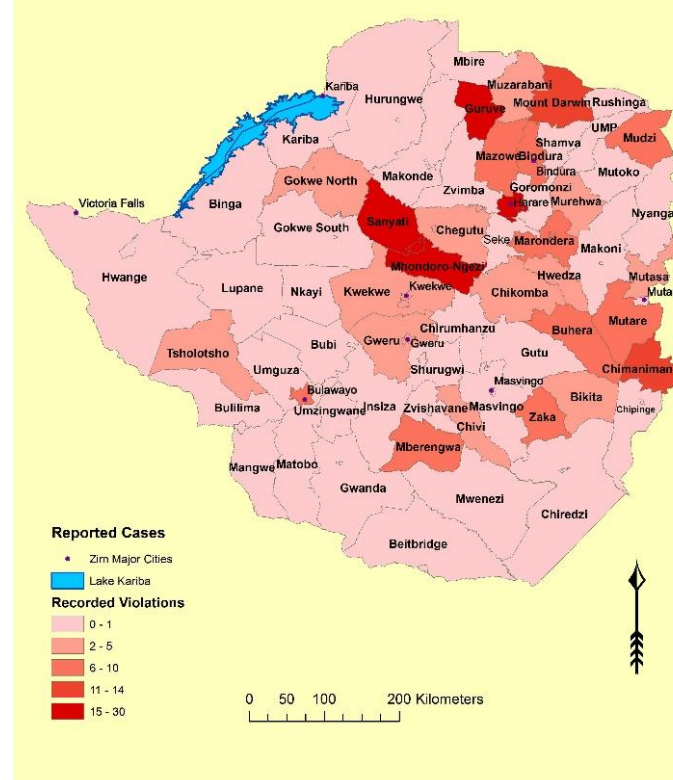 Mbire
Kariba
Muzarabani
Hurungwe
Mount Darwin
Rushinga
Guruve
UMP
Kariba
Shamva
Mudzi
Mazowe
Bindura
Makonde
Bindura
Mutoko
Gokwe North
Zvimba
Goromonzi
Victoria Falls
Binga
Harare
Murehwa
Nyanga
Sanyati
Chegutu
Gokwe South
Seke
Marondera
Makoni
Mhondoro-Ngezi
Hwange
Hwedza
Mutasa
Lupane
Nkayi
Kwekwe
Kwekwe
Chikomba
Muta
Chirumhanzu
Buhera
Mutare
Tsholotsho
Bubi
Gweru
Gweru
Gutu
Umguza
Shurugwi
Chimaniman
Bulawayo
Masvingo
Bikita
Bulilima
Umzingwane
Insiza
Zvishavane
Masvingo
Zaka
Chipinge
Chivi
Mberengwa
Mangwe
Matobo
Gwanda
Mwenezi
Chiredzi
Beitbridge
Reported Cases
Zim Major Cities
Lake Kariba
Recorded Violations
0 - 1
2 - 5
6 - 10
11 - 14
15 - 30
0 50 100 200 Kilometers